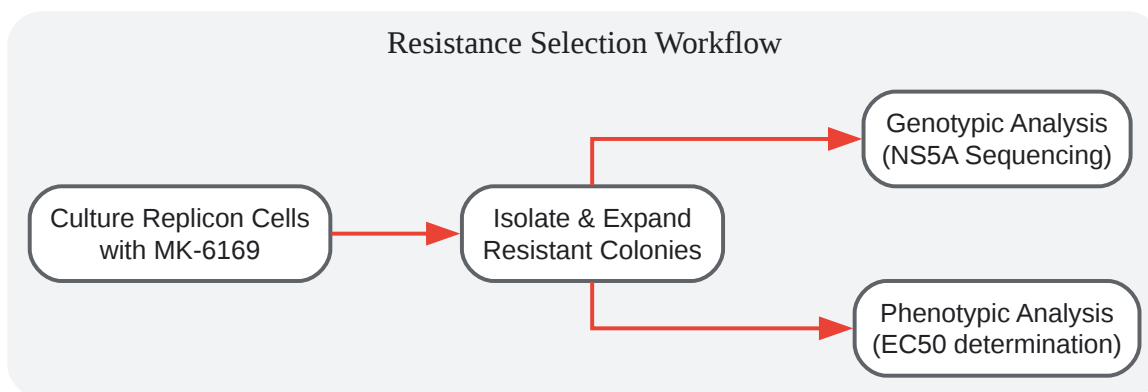 Resistance Selection Workflow
Culture Replicon Cells
with MK-6169
Isolate & Expand
Resistant Colonies
Genotypic Analysis
(NS5A Sequencing)
Phenotypic Analysis
(EC50 determination)